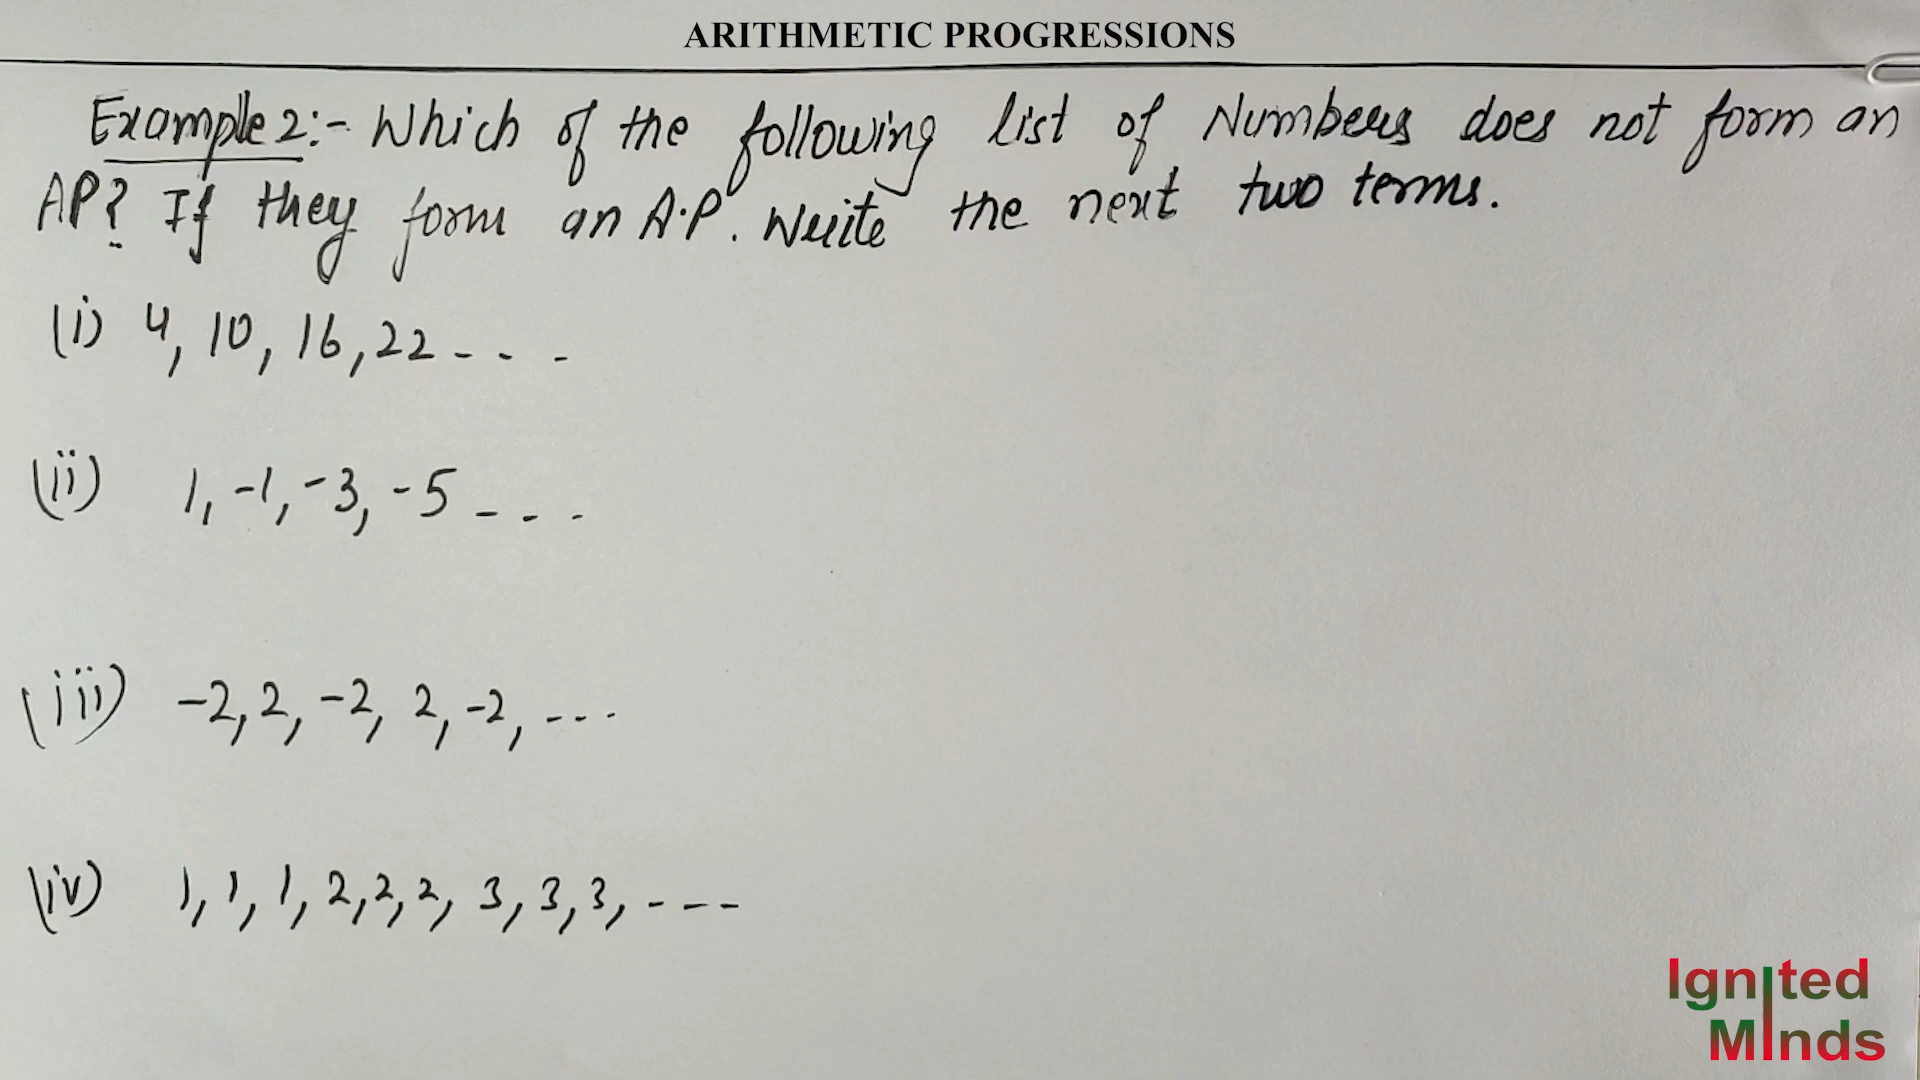 ARITHMETIC PROGRESSIONS
Example 2:- Which of the following list of Numbers does not form an
AP? If they form an A.P. Write the next two terms.
(i) 4, 10, 16, 22 - - -
(ii) 1, -1, -3, -5 - - -
(iii) -2, 2, -2, 2, -2, ---
(iv) 1, 1, 1, 2, 2, 2, 3, 3, 3, ---
Ignited
Minds